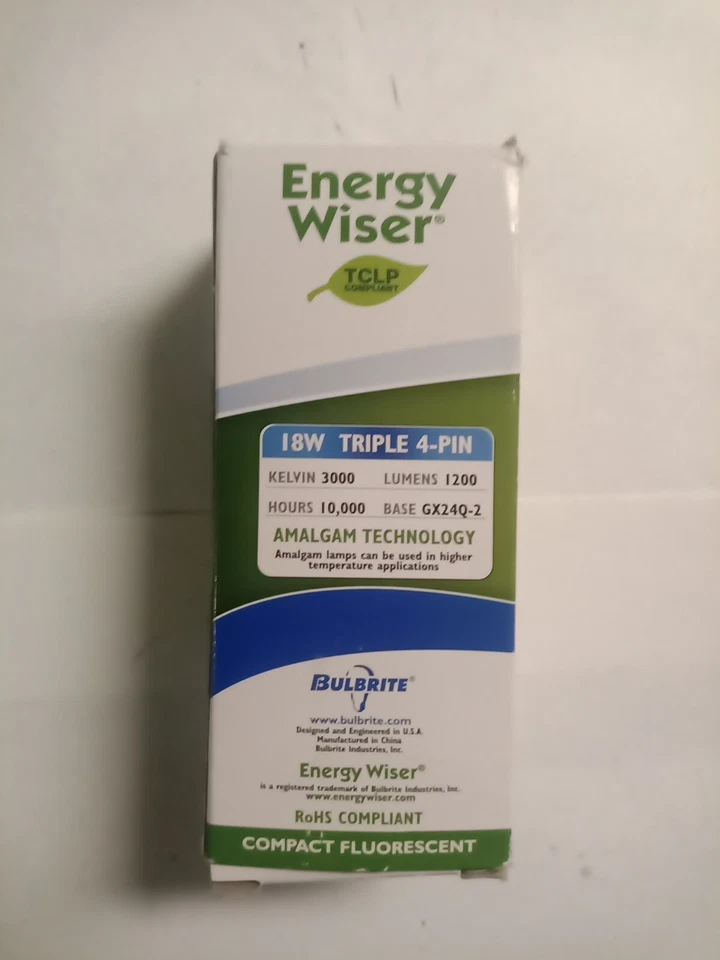 Energy
Wiser®
TCLP
COMPLIANT
18W TRIPLE 4-PIN
KELVIN 3000 LUMENS 1200
HOURS 10,000 BASE GX24Q-2
AMALGAM TECHNOLOGY
Amalgam lamps can be used in higher
temperature applications
BULBRITE®
www.bulbrite.com
Designed and Engineered in U.S.A.
Manufactured in China
Bulbrite Industries, Inc.
Energy Wiser®
is a registered trademark of Bulbrite Industries, Inc.
www.energywiser.com
RoHS COMPLIANT
COMPACT FLUORESCENT